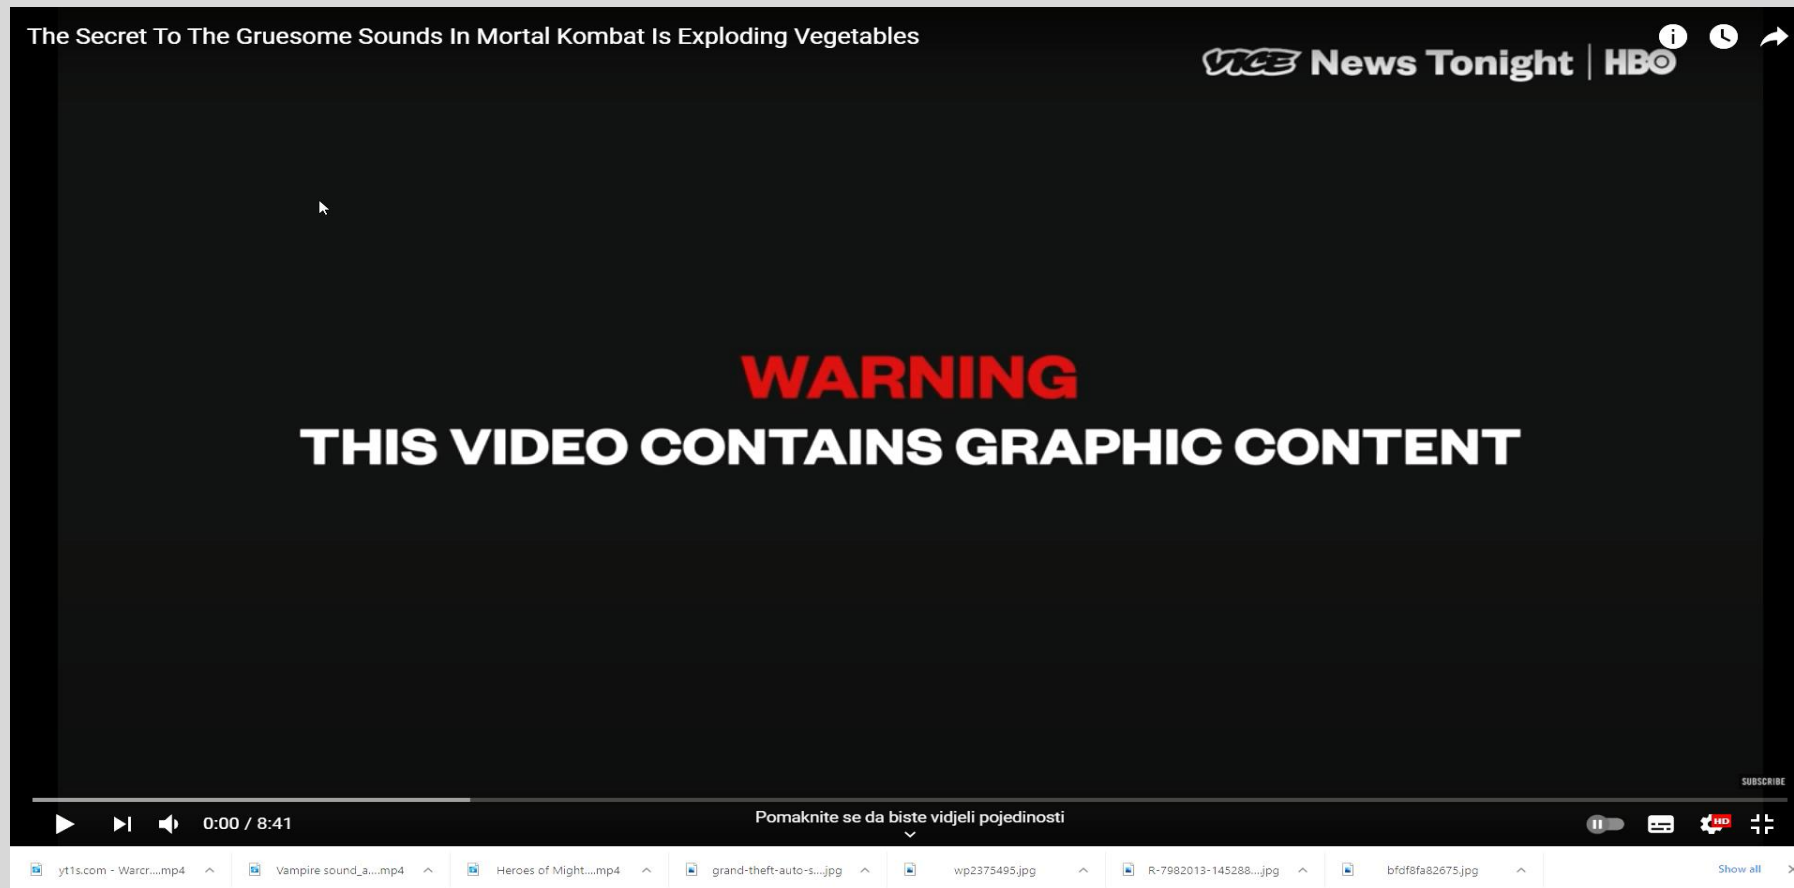 The Secret To The Gruesome Sounds In Mortal Kombat Is Exploding Vegetables
VICE News Tonight | HBO
WARNING
THIS VIDEO CONTAINS GRAPHIC CONTENT
SUBSCRIBE
0:00 / 8:41
Pomaknite se da biste vidjeli pojedinosti
HD
yt1s.com - Warcr....mp4
Vampire sound_a....mp4
Heroes of Might....mp4
grand-theft-auto-s....jpg
wp2375495.jpg
R-7982013-145288....jpg
bfdf8fa82675.jpg
Show all